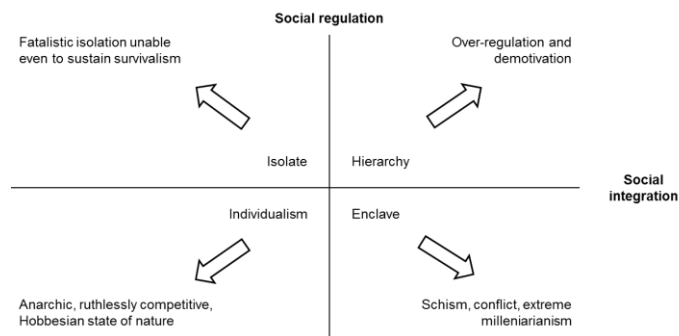 Social regulation
Fatalistic isolation unable
even to sustain survivalism
Over-regulation and
demotivation
Isolate
Hierarchy
Social
integration
Individualism
Enclave
Anarchic, ruthlessly competitive,
Hobbesian state of nature
Schism, conflict, extreme
milleniarianism